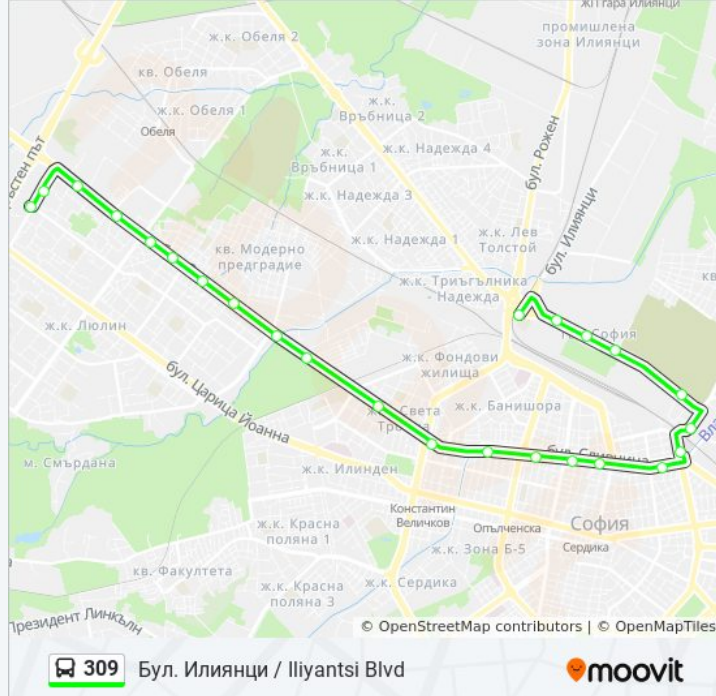 ЖП гара Илиянци
ж.к. Обеля 2
промишлена
зона Илиянци
кв. Обеля
ж.к. Обеля 1
ж.к.
Връбница 2
Обеля
ж.к.
Връбница 1
ж.к. Надежда 4
ж.к. Надежда 3
бул. Рожен
бул. Илиянци
ж.к. Лев
Толстой
ж.к. Надежда 1
кв. Модерно
предградие
ж.к. Триъгълника
- Надежда
ж.к. Люлин
ж.к. Фондови
жилища
бул. Царица Йоанна
ж.к. Света
ж.к. Банишора
бул. Сливница
м. Смърдана
ж.к. Илинден
Константин
Величков
Опълченска
София
Сердика
ж.к. Красна
поляна 1
ж.к. Зона Б-5
кв. Факултета
ж.к. Красна
поляна 3
ж.к. Сердика
Президент Линкълн
© OpenStreetMap contributors | © OpenMapTiles
309 Бул. Илиянци / Iliyantsi Blvd
moovit